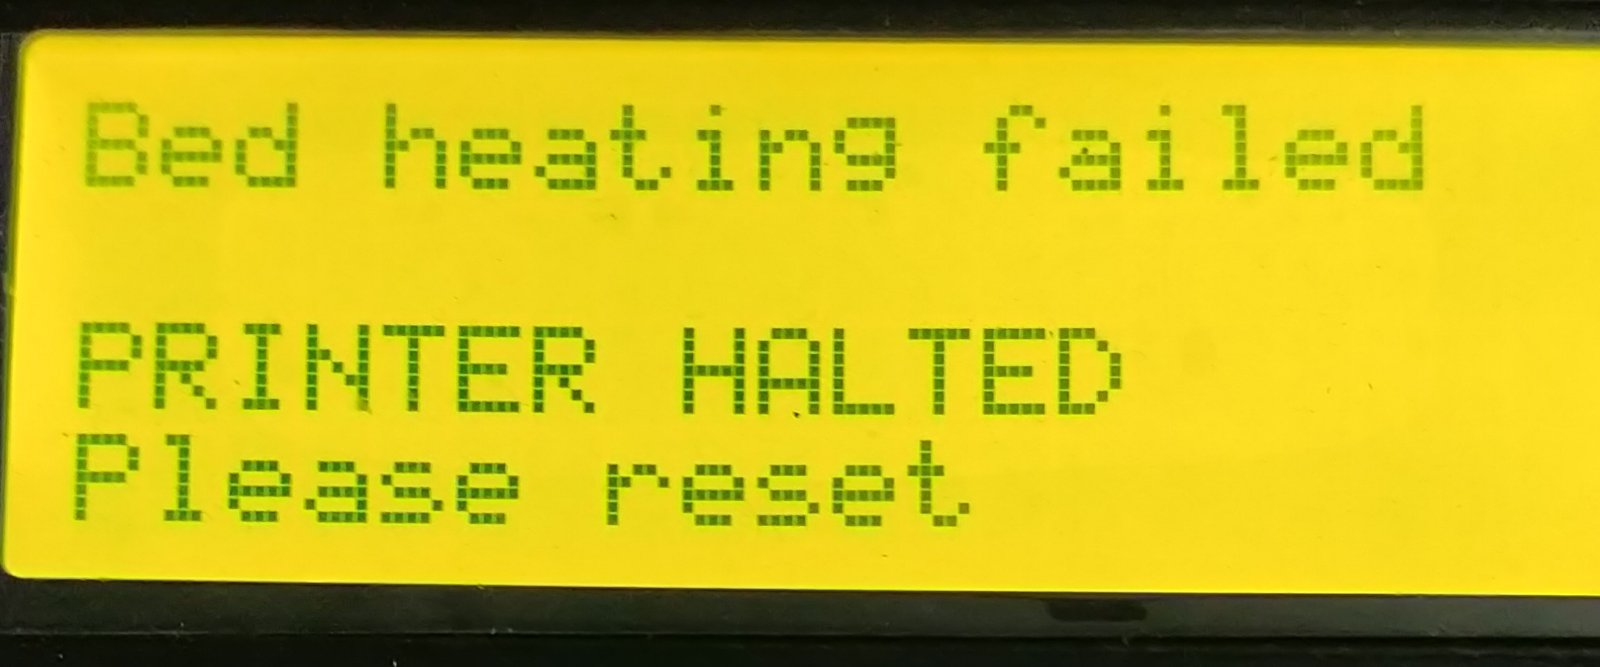 Bed heating failed
PRINTER HALTED
Please reset